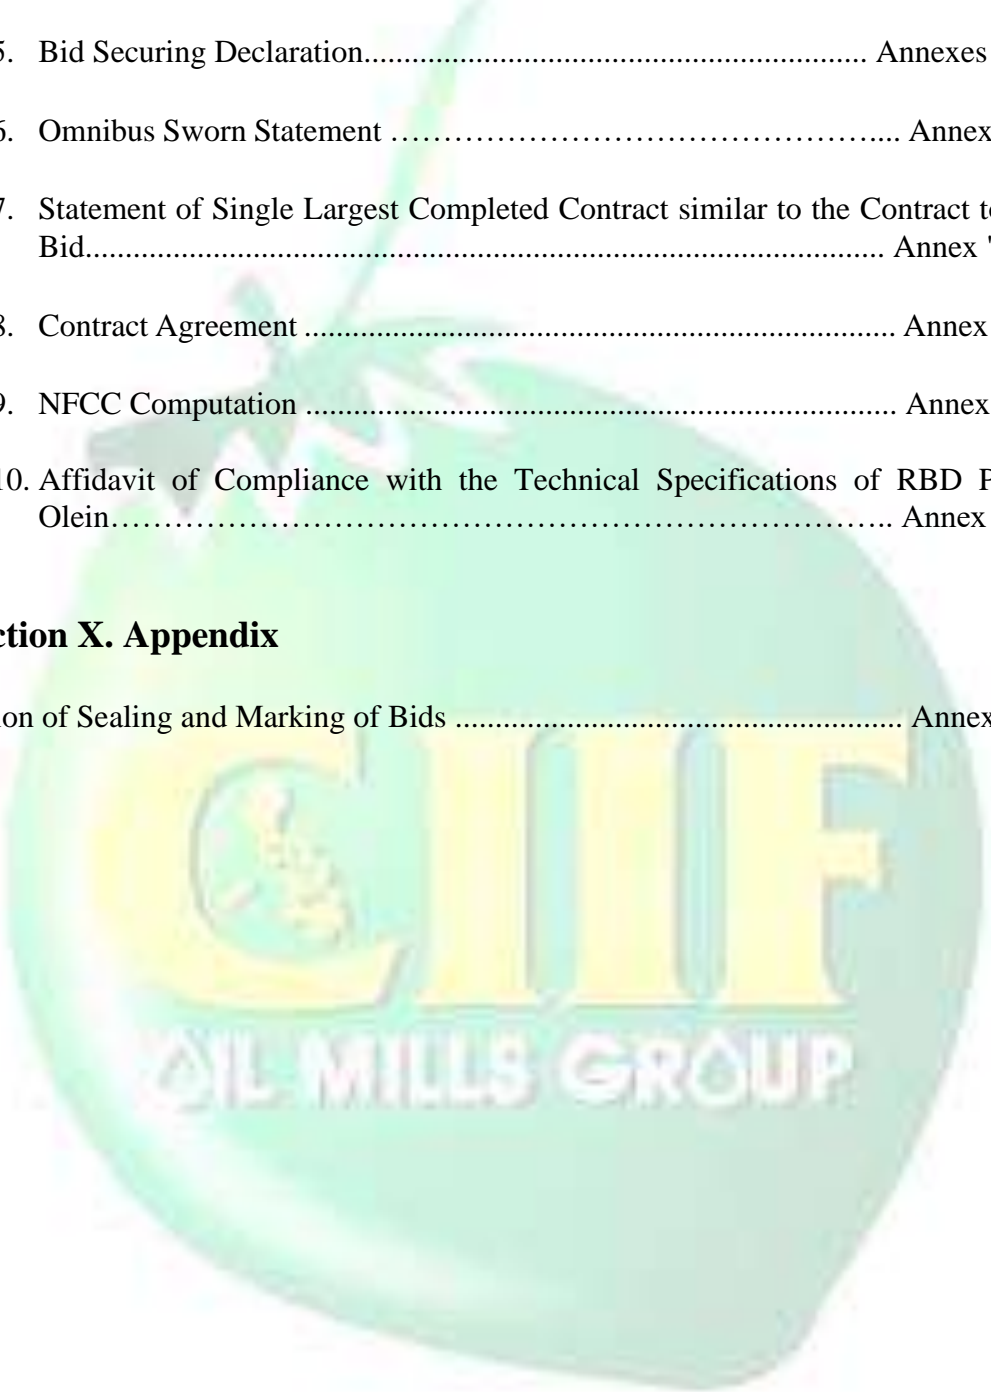 5. Bid Securing Declaration............................................................... Annexes
6. Omnibus Sworn Statement ……………………………………….... Annex
7. Statement of Single Largest Completed Contract similar to the Contract to
Bid.................................................................................................... Annex "
8. Contract Agreement .......................................................................... Annex
9. NFCC Computation .......................................................................... Annex
10. Affidavit of Compliance with the Technical Specifications of RBD P
Olein……………………………………………………………….. Annex
ction X. Appendix
ion of Sealing and Marking of Bids ........................................................ Annex
CIIF
OIL MILLS GROUP